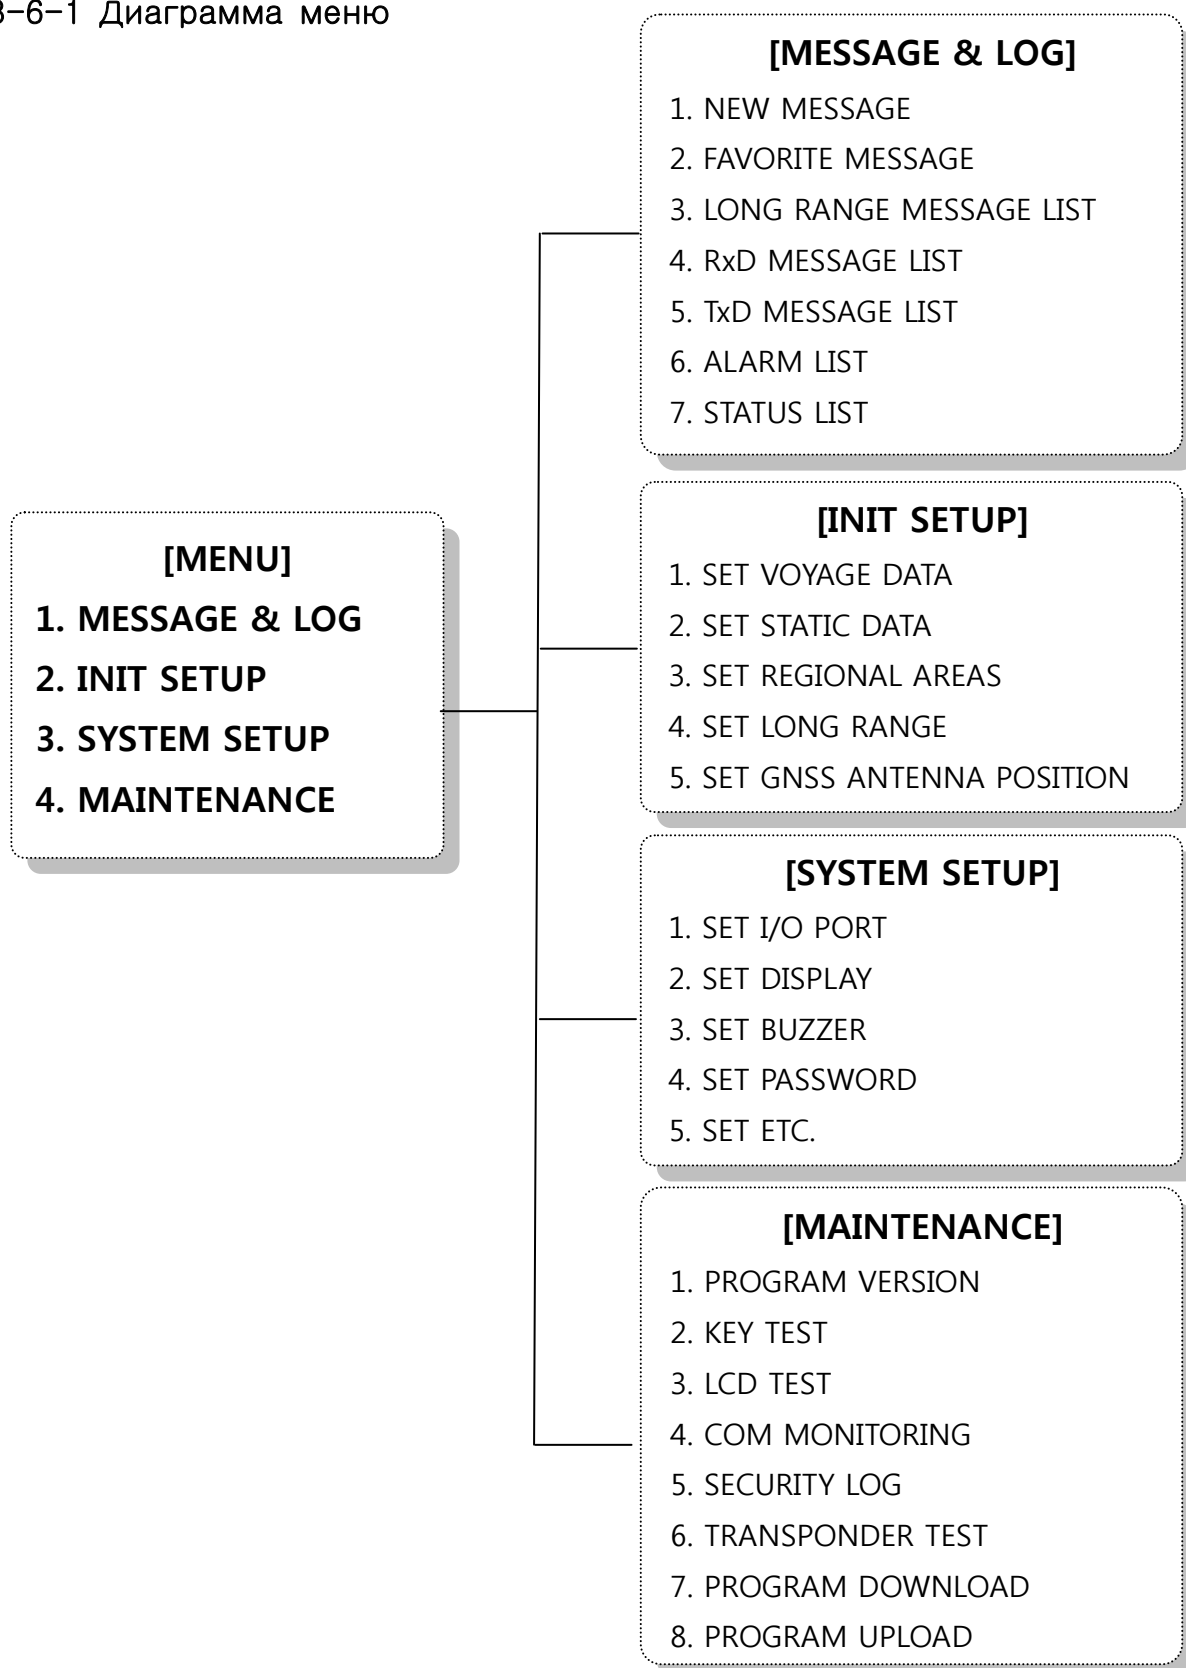 3-6-1 Диаграмма меню
[MESSAGE & LOG]
1. NEW MESSAGE
2. FAVORITE MESSAGE
3. LONG RANGE MESSAGE LIST
4. RxD MESSAGE LIST
5. TxD MESSAGE LIST
6. ALARM LIST
7. STATUS LIST
[MENU]
1. MESSAGE & LOG
2. INIT SETUP
3. SYSTEM SETUP
4. MAINTENANCE
[INIT SETUP]
1. SET VOYAGE DATA
2. SET STATIC DATA
3. SET REGIONAL AREAS
4. SET LONG RANGE
5. SET GNSS ANTENNA POSITION
[SYSTEM SETUP]
1. SET I/O PORT
2. SET DISPLAY
3. SET BUZZER
4. SET PASSWORD
5. SET ETC.
[MAINTENANCE]
1. PROGRAM VERSION
2. KEY TEST
3. LCD TEST
4. COM MONITORING
5. SECURITY LOG
6. TRANSPONDER TEST
7. PROGRAM DOWNLOAD
8. PROGRAM UPLOAD